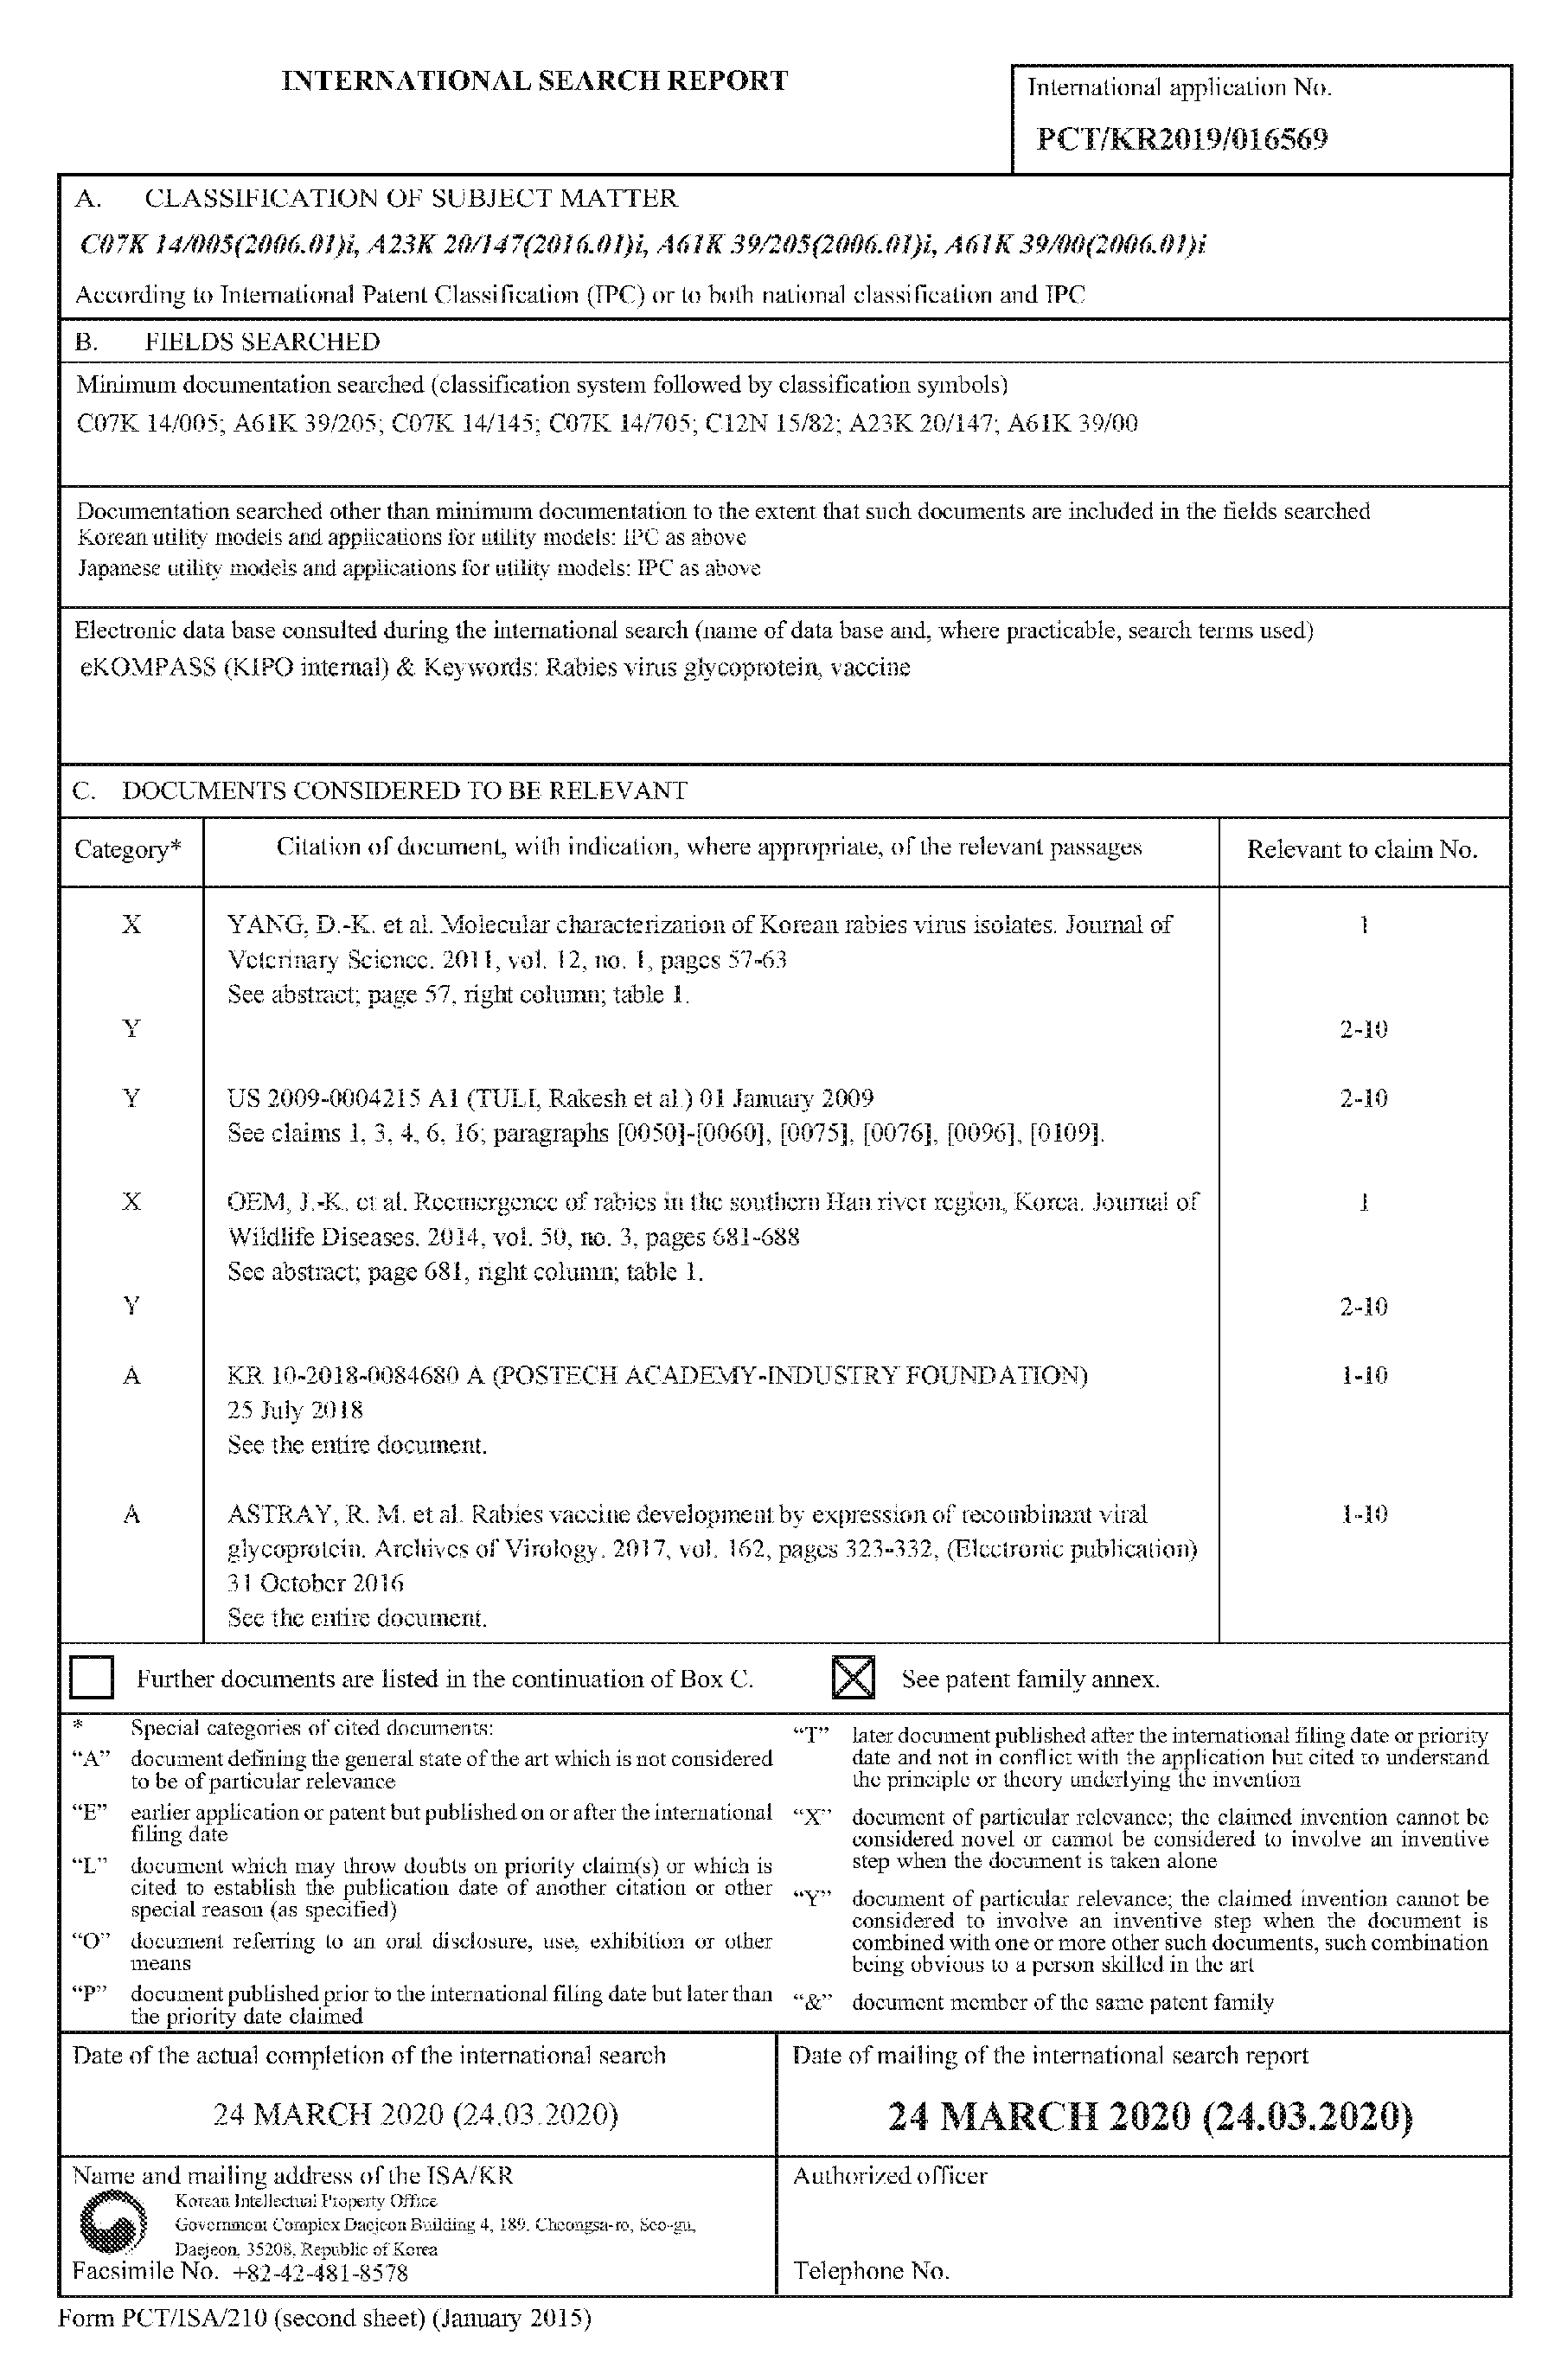 INTERNATIONAL SEARCH REPORT
International application No.
PCT/KR2019/016569
A. CLASSIFICATION OF SUBJECT MATTER
C07K 14/005(2006.01)i, A23K 20/147(2016.01)i, A61K 39/205(2006.01)i, A61K 39/00(2006.01)i
According to International Patent Classification (IPC) or to both national classification and IPC
B. FIELDS SEARCHED
Minimum documentation searched (classification system followed by classification symbols)
C07K 14/005; A61K 39/205; C07K 14/145; C07K 14/705; C12N 15/82; A23K 20/147; A61K 39/00
Documentation searched other than minimum documentation to the extent that such documents are included in the fields searched
Korean utility models and applications for utility models: IPC as above
Japanese utility models and applications for utility models: IPC as above
Electronic data base consulted during the international search (name of data base and, where practicable, search terms used)
eKOMPASS (KIPO internal) & Keywords: Rabies virus glycoprotein, vaccine
C. DOCUMENTS CONSIDERED TO BE RELEVANT
Category* Citation of document, with indication, where appropriate, of the relevant passages Relevant to claim No.
X YANG, D.-K. et al. Molecular characterization of Korean rabies virus isolates. Journal of 1
Veterinary Science. 2011, vol. 12, no. 1, pages 57-63
See abstract; page 57, right column; table 1.
Y 2-10
Y US 2009-0004215 A1 (TULI, Rakesh et al.) 01 January 2009 2-10
See claims 1, 3, 4, 6, 16; paragraphs [0050]-[0060], [0075], [0076], [0096], [0109].
X OEM, J.-K. et al. Reemergence of rabies in the southern Han river region, Korea. Journal of 1
Wildlife Diseases. 2014, vol. 50, no. 3, pages 681-688
See abstract; page 681, right column; table 1.
Y 2-10
A KR 10-2018-0084680 A (POSTECH ACADEMY-INDUSTRY FOUNDATION) 1-10
25 July 2018
See the entire document.
A ASTRAY, R. M. et al. Rabies vaccine development by expression of recombinant viral 1-10
glycoprotein. Archives of Virology. 2017, vol. 162, pages 323-332, (Electronic publication)
31 October 2016
See the entire document.
Further documents are listed in the continuation of Box C. See patent family annex.
* Special categories of cited documents:
"A" document defining the general state of the art which is not considered
to be of particular relevance
"E" earlier application or patent but published on or after the international
filing date
"L" document which may throw doubts on priority claim(s) or which is
cited to establish the publication date of another citation or other
special reason (as specified)
"O" document referring to an oral disclosure, use, exhibition or other
means
"P" document published prior to the international filing date but later than
the priority date claimed
"T" later document published after the international filing date or priority
date and not in conflict with the application but cited to understand
the principle or theory underlying the invention
"X" document of particular relevance; the claimed invention cannot be
considered novel or cannot be considered to involve an inventive
step when the document is taken alone
"Y" document of particular relevance; the claimed invention cannot be
considered to involve an inventive step when the document is
combined with one or more other such documents, such combination
being obvious to a person skilled in the art
"&" document member of the same patent family
Date of the actual completion of the international search
24 MARCH 2020 (24.03.2020)
Date of mailing of the international search report
24 MARCH 2020 (24.03.2020)
Name and mailing address of the ISA/KR
Korean Intellectual Property Office
Government Complex Daejeon Building 4, 189, Cheongsa-ro, Seo-gu,
Daejeon, 35208, Republic of Korea
Facsimile No. +82-42-481-8578
Authorized officer
Telephone No.
Form PCT/ISA/210 (second sheet) (January 2015)